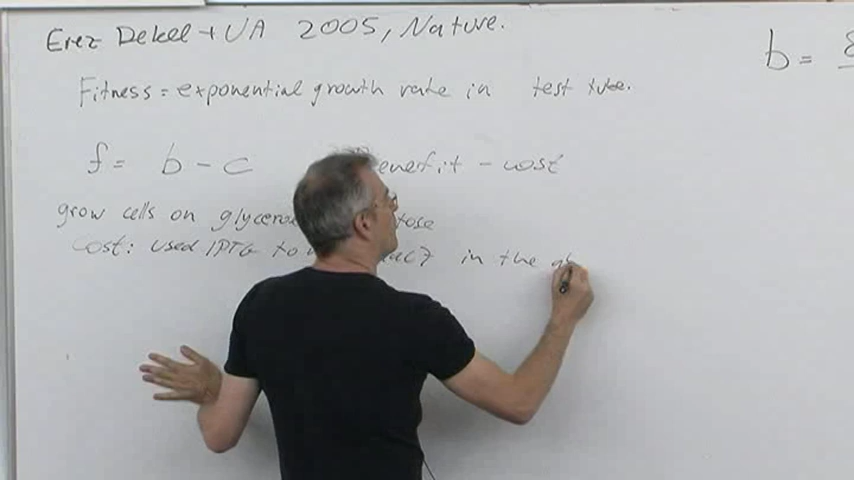 Erez Dekel + UA 2005, Nature.
b =
Fitness = exponential growth rate in test tube.
f = b - c enefit - cost
grow cells on glycero tose
Cost: used IPTG to in the